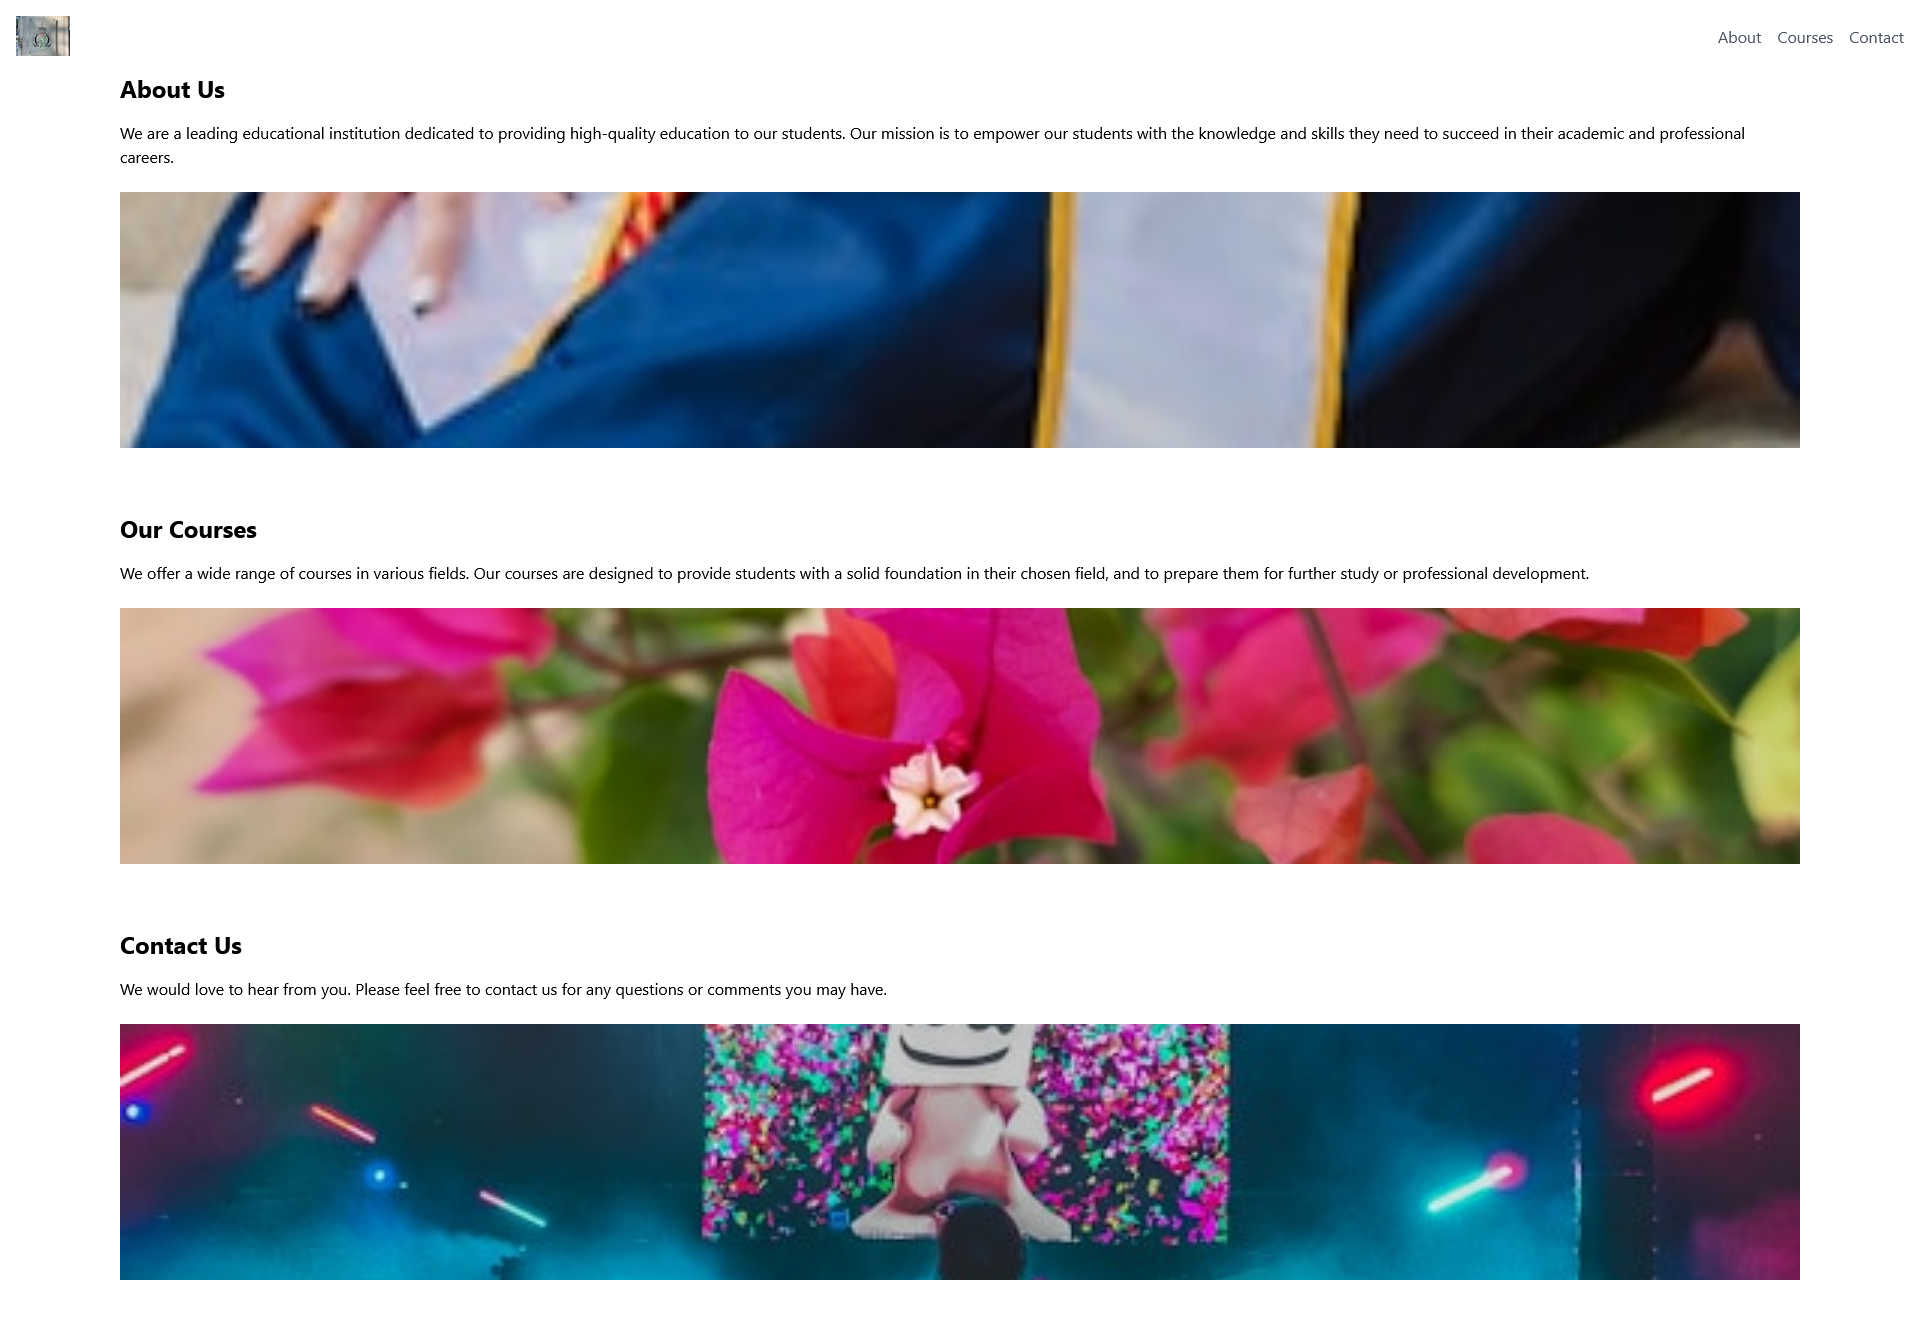 About Courses Contact
About Us
We are a leading educational institution dedicated to providing high-quality education to our students. Our mission is to empower our students with the knowledge and skills they need to succeed in their academic and professional
careers.
Our Courses
We offer a wide range of courses in various fields. Our courses are designed to provide students with a solid foundation in their chosen field, and to prepare them for further study or professional development.
Contact Us
We would love to hear from you. Please feel free to contact us for any questions or comments you may have.